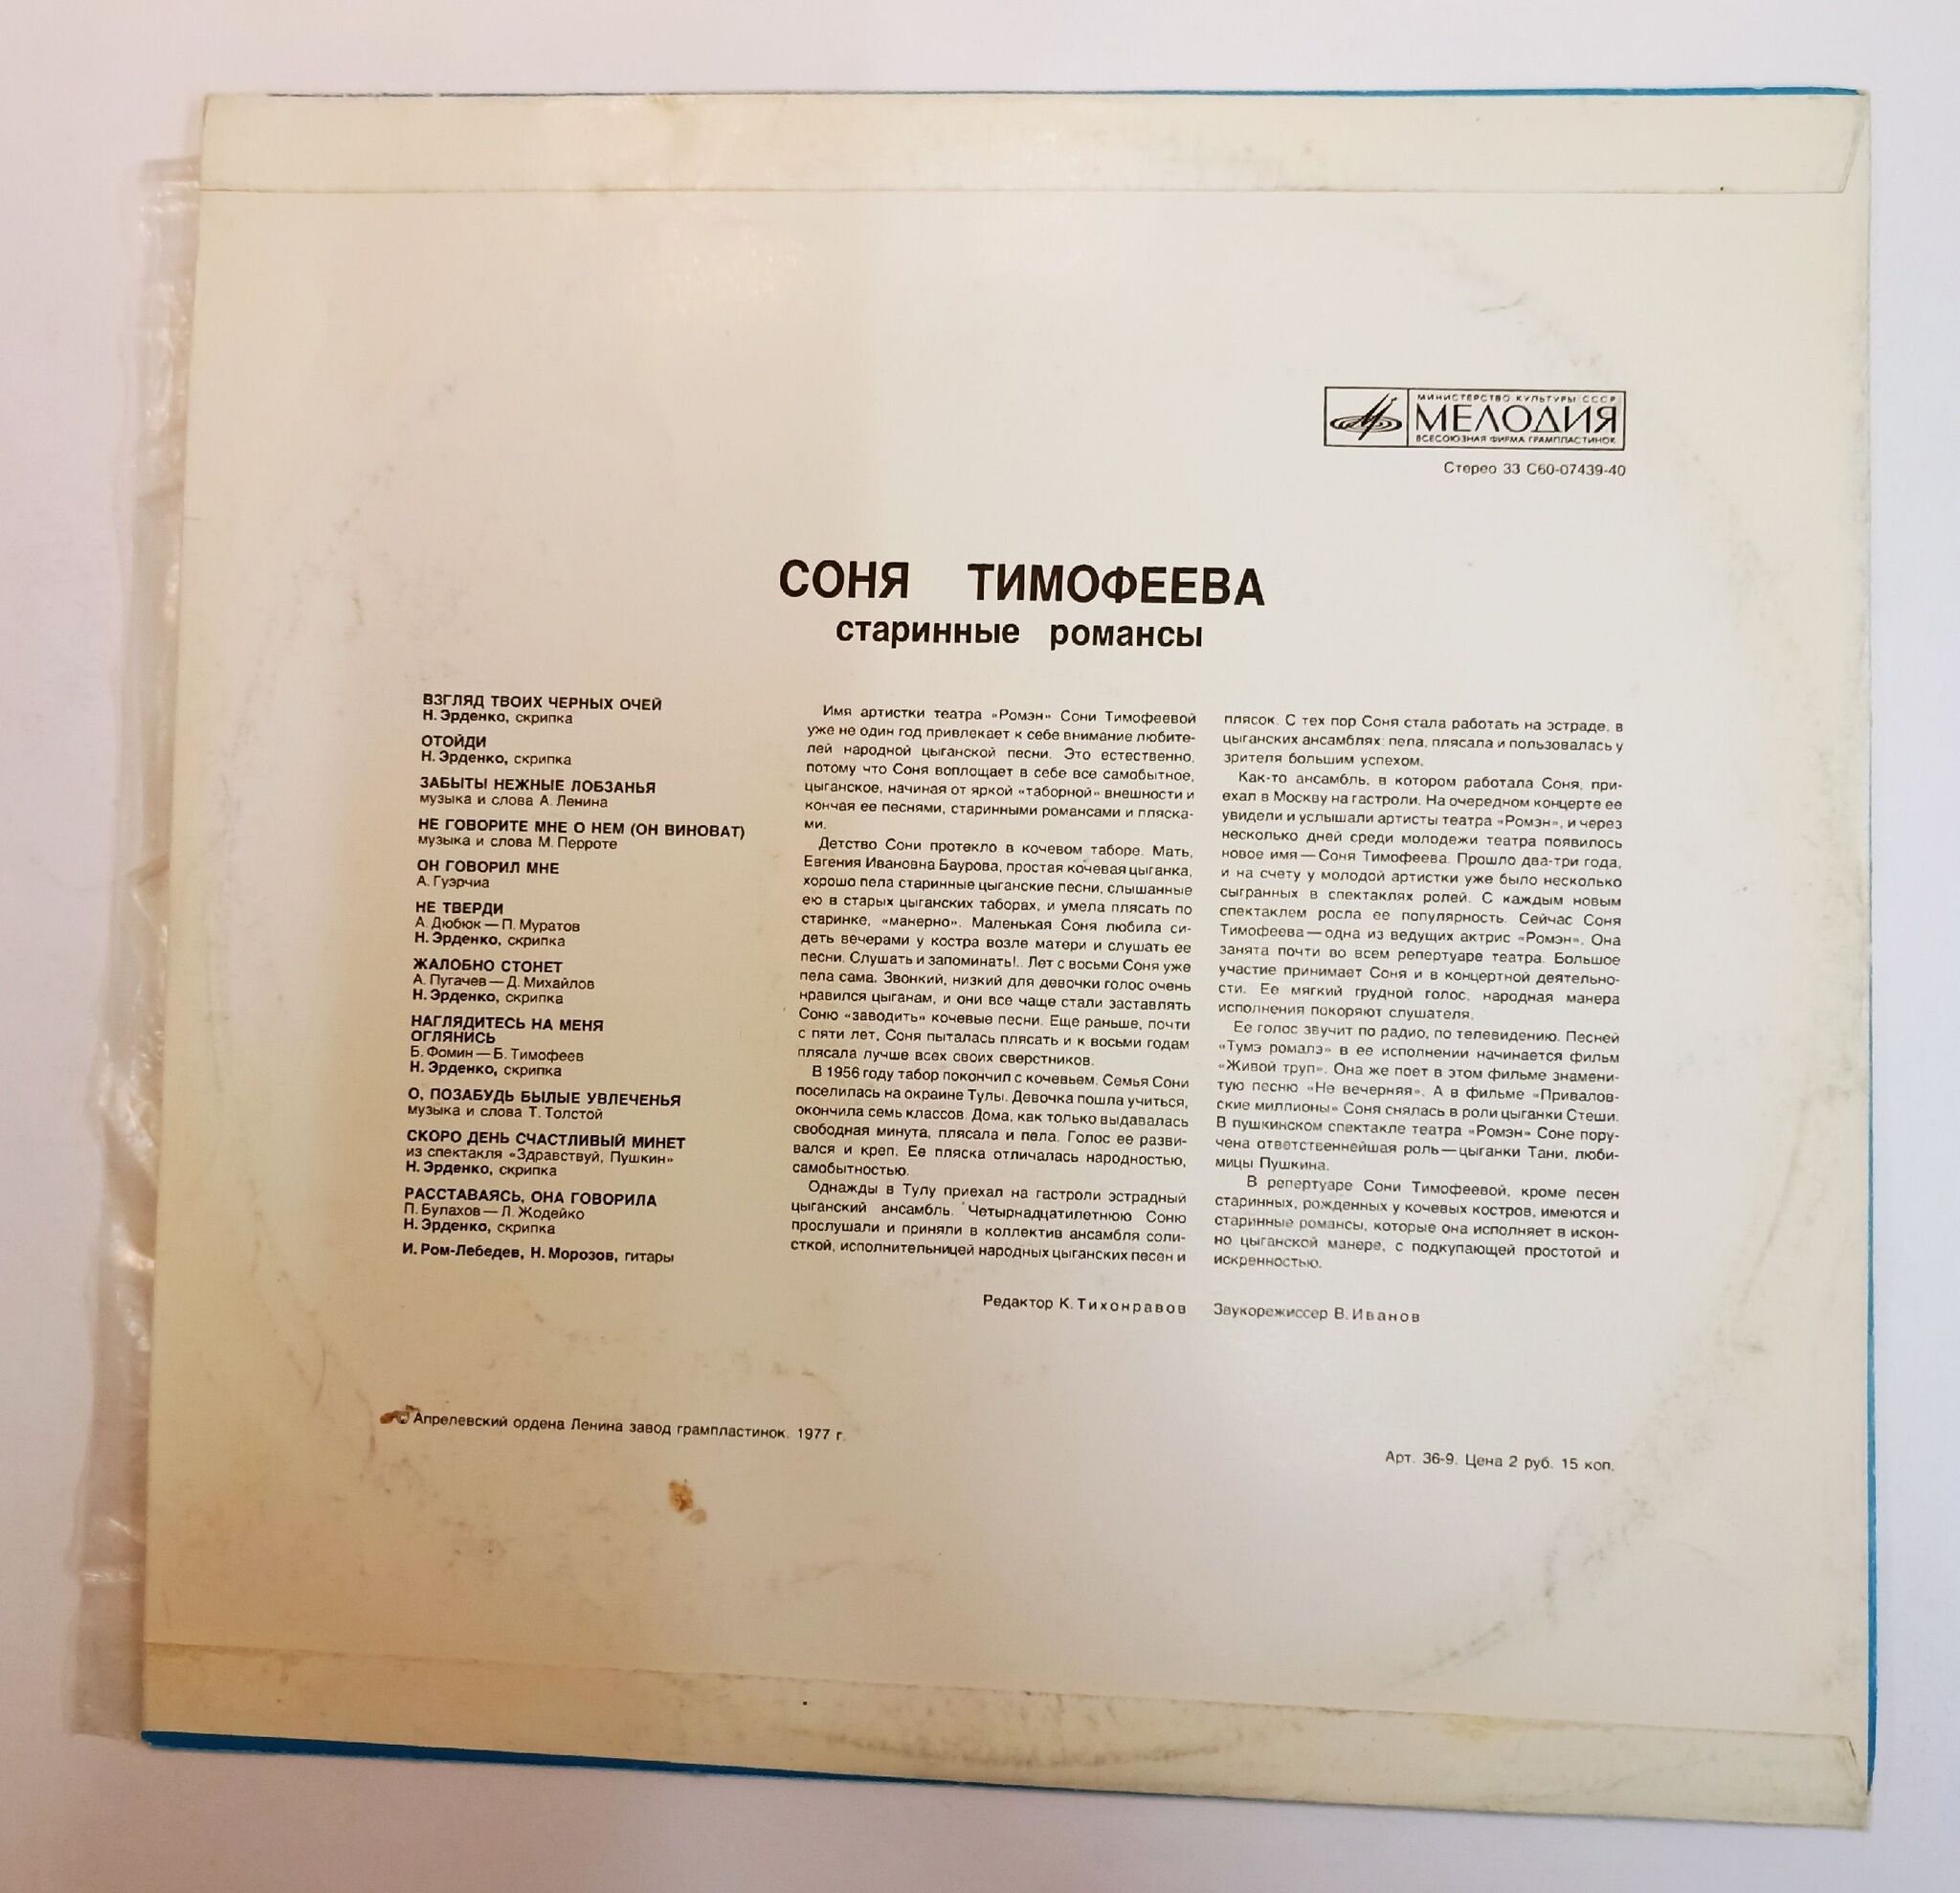 МИНИСТЕРСТВО КУЛЬТУРЫ СССР
МЕЛОДИЯ
ВСЕСОЮЗНАЯ ФИРМА ГРАМПЛАСТИНОК
Стерео 33 С60-07439-40
СОНЯ ТИМОФЕЕВА
старинные романсы
ВЗГЛЯД ТВОИХ ЧЕРНЫХ ОЧЕЙ
Н. Эрденко, скрипка
ОТОЙДИ
Н. Эрденко, скрипка
ЗАБЫТЫ НЕЖНЫЕ ЛОБЗАНЬЯ
музыка и слова А. Ленина
НЕ ГОВОРИТЕ МНЕ О НЕМ (ОН ВИНОВАТ)
музыка и слова М. Перроте
ОН ГОВОРИЛ МНЕ
А. Гуэрчиа
НЕ ТВЕРДИ
А. Дюбюк — П. Муратов
Н. Эрденко, скрипка
ЖАЛОБНО СТОНЕТ
А. Пугачев — Д. Михайлов
Н. Эрденко, скрипка
НАГЛЯДИТЕСЬ НА МЕНЯ
ОГЛЯНИСЬ
Б. Фомин — Б. Тимофеев
Н. Эрденко, скрипка
О, ПОЗАБУДЬ БЫЛЫЕ УВЛЕЧЕНЬЯ
музыка и слова Т. Толстой
СКОРО ДЕНЬ СЧАСТЛИВЫЙ МИНЕТ
из спектакля «Здравствуй, Пушкин»
Н. Эрденко, скрипка
РАССТАВАЯСЬ, ОНА ГОВОРИЛА
П. Булахов — Л. Жодейко
Н. Эрденко, скрипка
И. Ром-Лебедев, Н. Морозов, гитары
Имя артистки театра «Ромэн» Сони Тимофеевой
уже не один год привлекает к себе внимание любите-
лей народной цыганской песни. Это естественно,
потому что Соня воплощает в себе все самобытное,
цыганское, начиная от яркой «таборной» внешности и
кончая ее песнями, старинными романсами и пляска-
ми.
Детство Сони протекло в кочевом таборе. Мать,
Евгения Ивановна Баурова, простая кочевая цыганка,
хорошо пела старинные цыганские песни, слышанные
ею в старых цыганских таборах, и умела плясать по
старинке, «манерно». Маленькая Соня любила си-
деть вечерами у костра возле матери и слушать ее
песни. Слушать и запоминать!.. Лет с восьми Соня уже
пела сама. Звонкий, низкий для девочки голос очень
нравился цыганам, и они все чаще стали заставлять
Соню «заводить» кочевые песни. Еще раньше, почти
с пяти лет, Соня пыталась плясать и к восьми годам
плясала лучше всех своих сверстников.
В 1956 году табор покончил с кочевьем. Семья Сони
поселилась на окраине Тулы. Девочка пошла учиться,
окончила семь классов. Дома, как только выдавалась
свободная минута, плясала и пела. Голос ее разви-
вался и креп. Ее пляска отличалась народностью,
самобытностью.
Однажды в Тулу приехал на гастроли эстрадный
цыганский ансамбль. Четырнадцатилетнюю Соню
прослушали и приняли в коллектив ансамбля соли-
сткой, исполнительницей народных цыганских песен и
плясок. С тех пор Соня стала работать на эстраде, в
цыганских ансамблях: пела, плясала и пользовалась у
зрителя большим успехом.
Как-то ансамбль, в котором работала Соня, при-
ехал в Москву на гастроли. На очередном концерте ее
увидели и услышали артисты театра «Ромэн», и через
несколько дней среди молодежи театра появилось
новое имя — Соня Тимофеева. Прошло два-три года,
и на счету у молодой артистки уже было несколько
сыгранных в спектаклях ролей. С каждым новым
спектаклем росла ее популярность. Сейчас Соня
Тимофеева — одна из ведущих актрис «Ромэн». Она
занята почти во всем репертуаре театра. Большое
участие принимает Соня и в концертной деятельно-
сти. Ее мягкий грудной голос, народная манера
исполнения покоряют слушателя.
Ее голос звучит по радио, по телевидению. Песней
«Тумэ ромалэ» в ее исполнении начинается фильм
«Живой труп». Она же поет в этом фильме знамени-
тую песню «Не вечерняя». А в фильме «Привалов-
ские миллионы» Соня снялась в роли цыганки Стеши.
В пушкинском спектакле театра «Ромэн» Соне пору-
чена ответственнейшая роль — цыганки Тани, люби-
мицы Пушкина.
В репертуаре Сони Тимофеевой, кроме песен
старинных, рожденных у кочевых костров, имеются и
старинные романсы, которые она исполняет в искон-
но цыганской манере, с подкупающей простотой и
искренностью.
Редактор К. Тихонравов Звукорежиссер В. Иванов
© Апрелевский ордена Ленина завод грампластинок. 1977 г.
Арт. 36-9. Цена 2 руб. 15 коп.